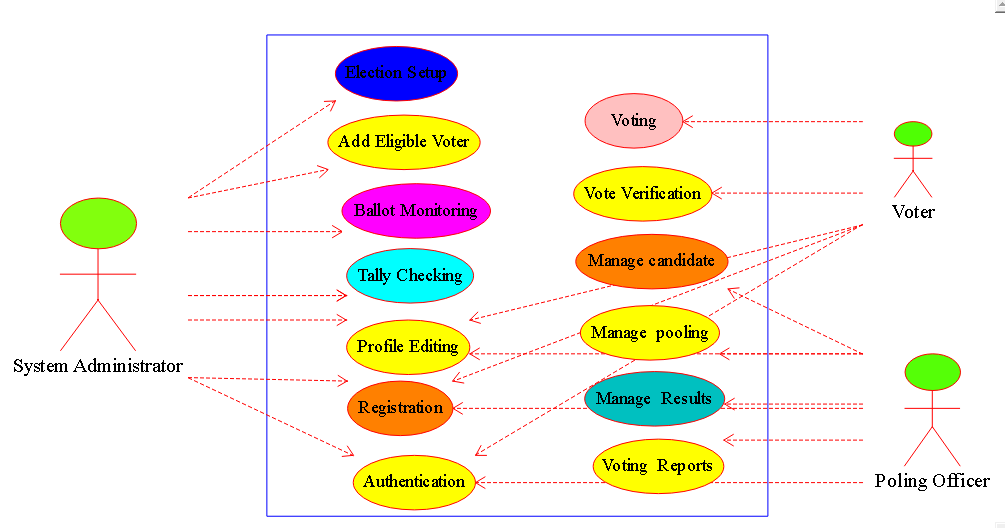 Election Setup
Voting
Add Eligible Voter
Vote Verification
Voter
Ballot Monitoring
Manage candidate
Tally Checking
Manage pooling
Profile Editing
System Administrator
Manage Results
Registration
Voting Reports
Authentication
Poling Officer